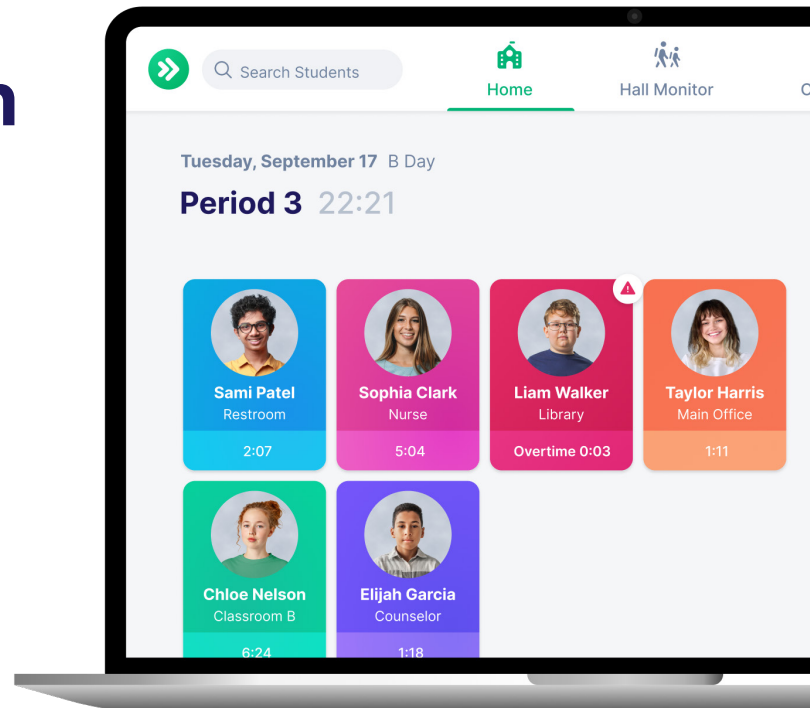 Search Students
Home
Hall Monitor
Tuesday, September 17 B Day
Period 3 22:21
Sami Patel
Restroom
2:07
Sophia Clark
Nurse
5:04
Liam Walker
Library
Overtime 0:03
Taylor Harris
Main Office
1:11
Chloe Nelson
Classroom B
6:24
Elijah Garcia
Counselor
1:18